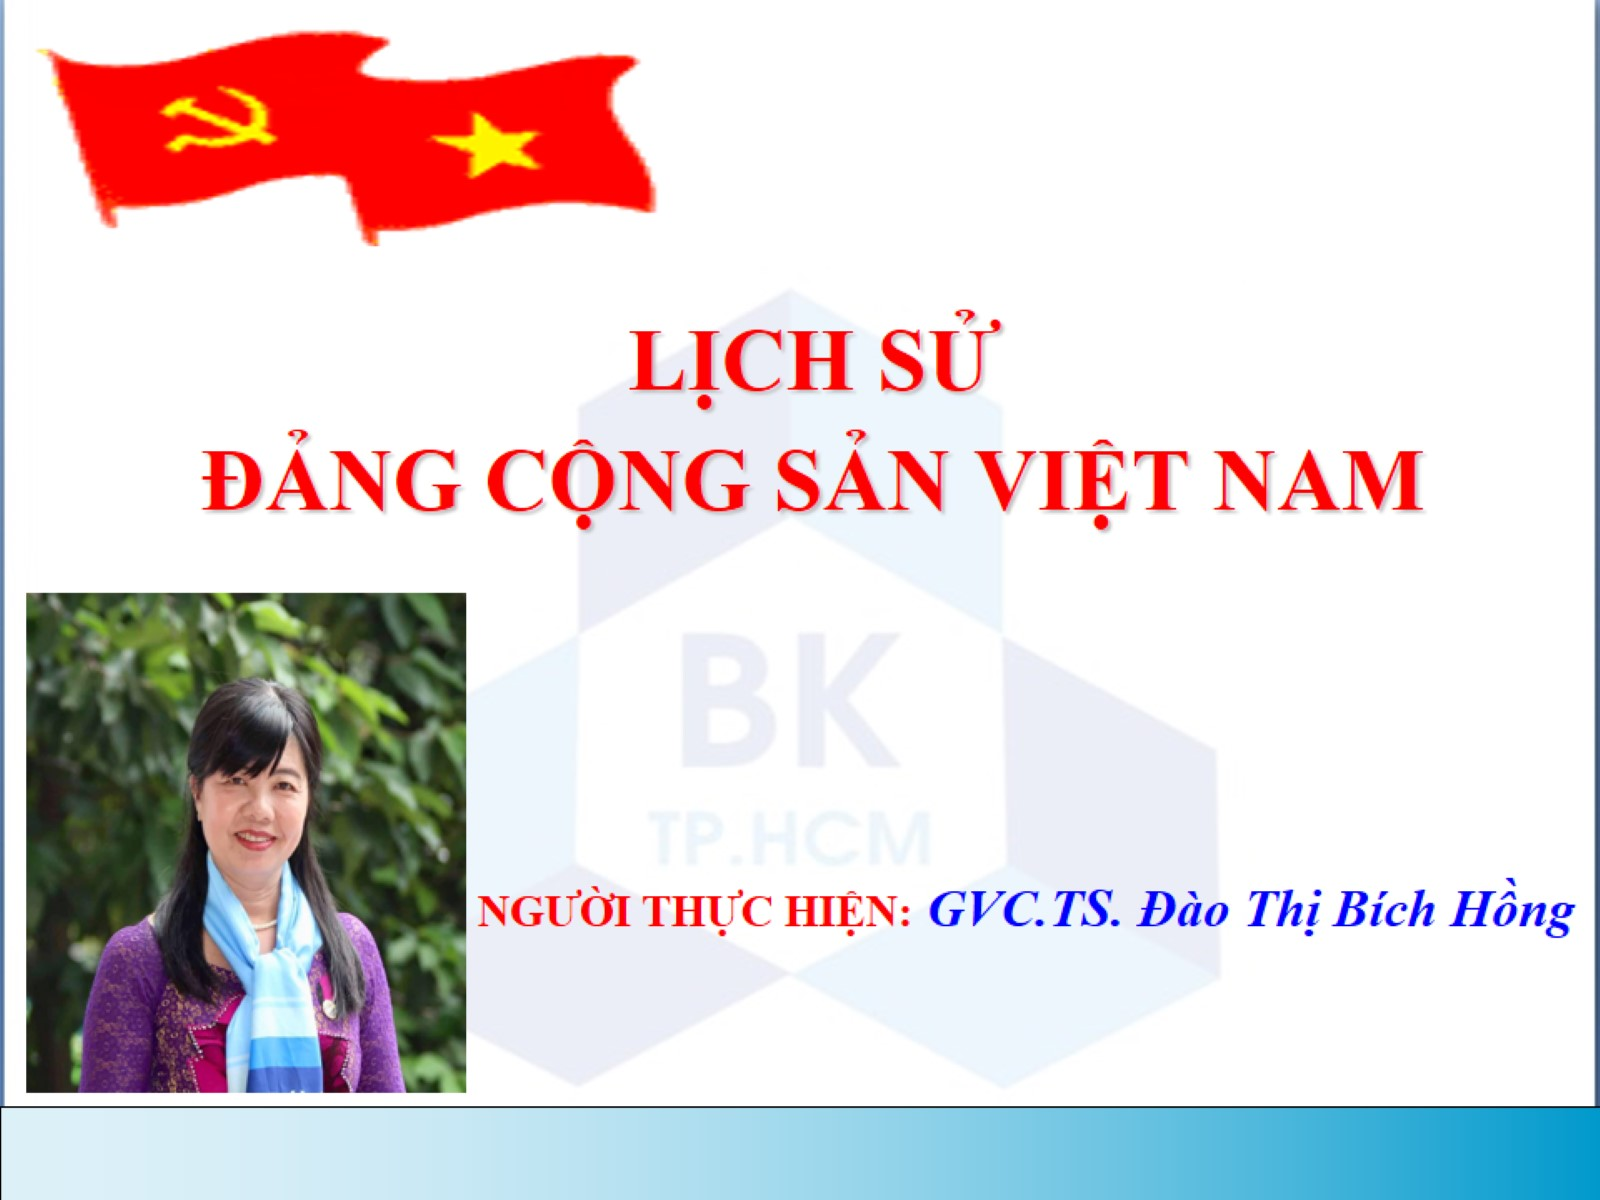 LỊCH SỬ
ĐẢNG CỘNG SẢN VIỆT NAM
BK
TP.HCM
NGƯỜI THỰC HIỆN: GVC.TS. Đào Thị Bích Hồng